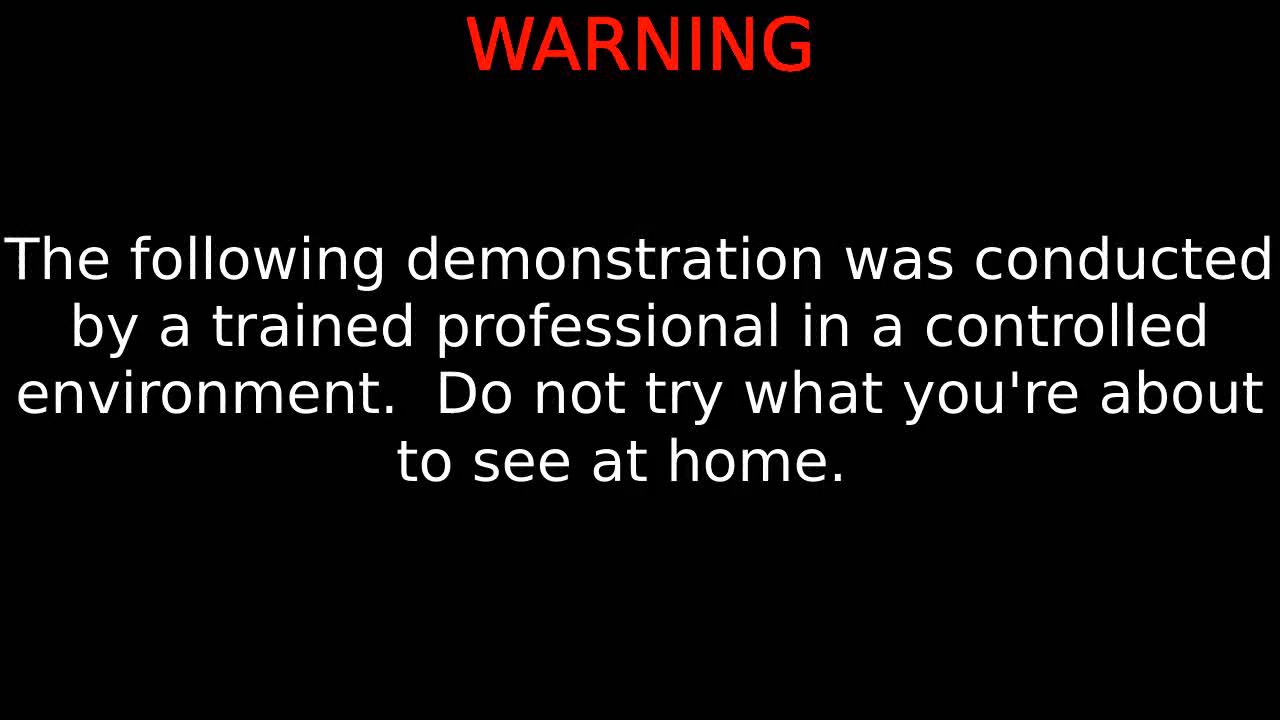 WARNING
The following demonstration was conducted
by a trained professional in a controlled
environment.  Do not try what you're about
to see at home.